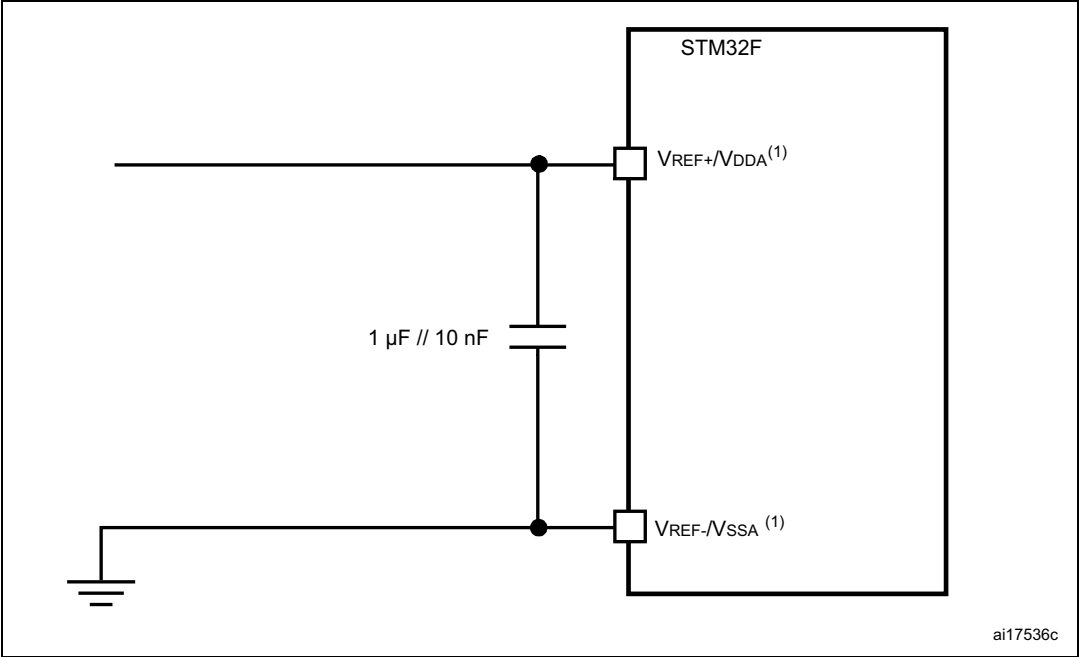 STM32F
VREF+/VDDA(1)
1 µF // 10 nF
VREF-/VSSA (1)
ai17536c